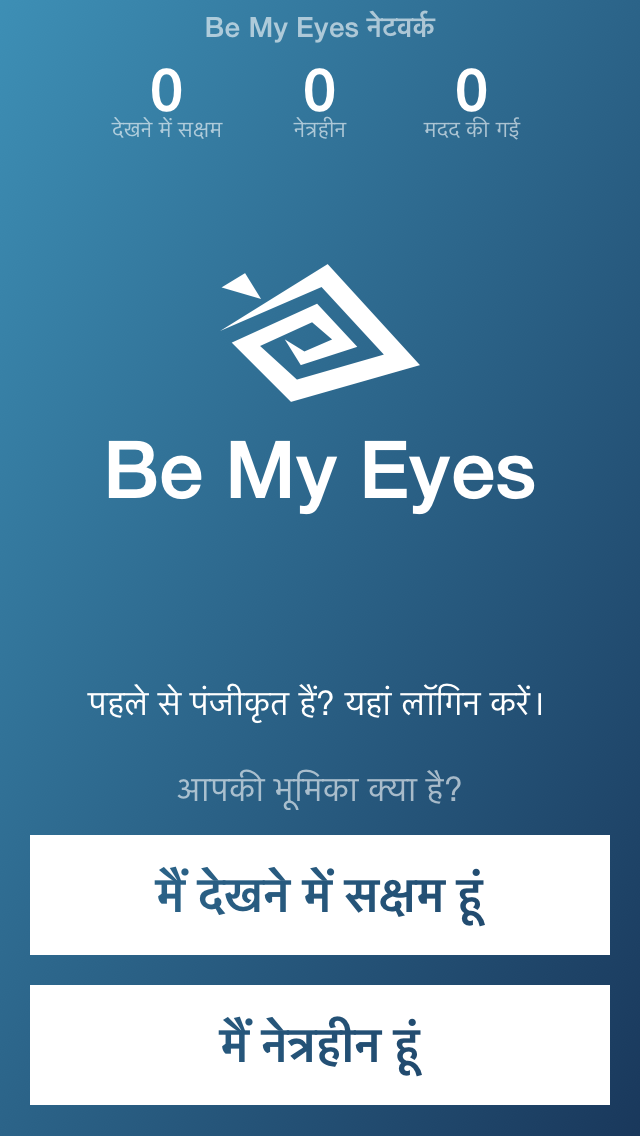 Be My Eyes नेटवर्क
0 0 0
देखने में सक्षम नेत्रहीन मदद की गई
Be My Eyes
पहले से पंजीकृत हैं? यहां लॉगिन करें।
आपकी भूमिका क्या है?
मैं देखने में सक्षम हूं
मैं नेत्रहीन हूं